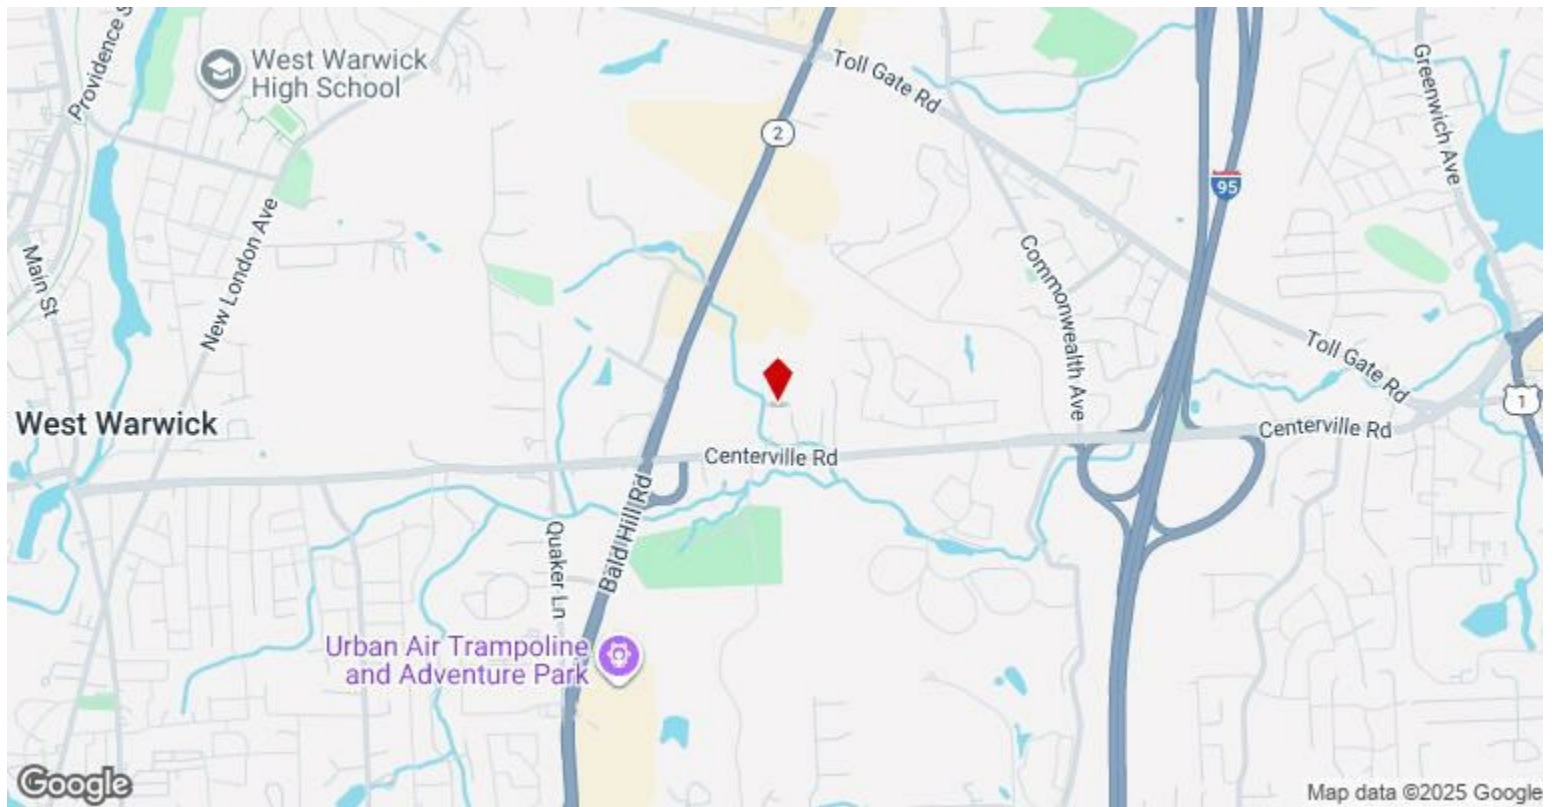 Providence S
West Warwick
High School
Toll Gate Rd
Greenwich Ave
2
95
New London Ave
Main St
Commonwealth Ave
Toll Gate Rd
1
West Warwick
Centerville Rd
Centerville Rd
Bald Hill Rd
Quaker Ln
Urban Air Trampoline
and Adventure Park
Google
Map data ©2025 Google